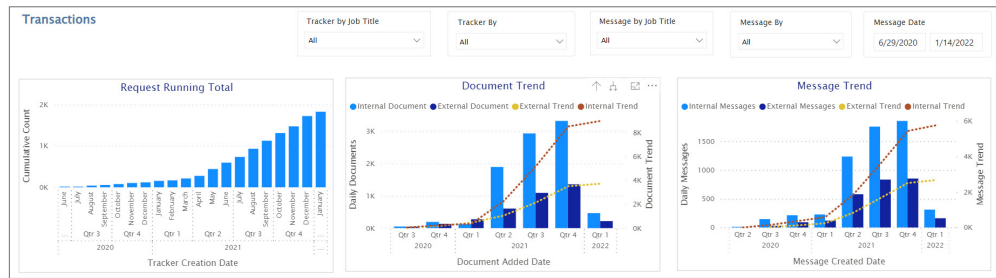 Transactions
Tracker by Job Title
All
Tracker By
All
Message by Job Title
All
Message By
All
Message Date
6/29/2020 1/14/2022
Request Running Total
Cumulative Count
2K
1K
0K
June July August September October November December January February March April May June July August September October November December January
Qtr 3 Qtr 4 Qtr 1 Qtr 2 Qtr 3 Qtr 4
2020 2021
Tracker Creation Date
Document Trend
Internal Document External Document External Trend Internal Trend
Daily Documents
3K
2K
1K
0K
8K
6K
4K
2K
0K
Document Trend
Qtr 3 Qtr 4 Qtr 1 Qtr 2 Qtr 3 Qtr 4 Qtr 1
2020 2021 2022
Document Added Date
Message Trend
Internal Messages External Messages External Trend Internal Trend
Daily Messages
1500
1000
500
0
6K
4K
2K
0K
Message Trend
Qtr 2 Qtr 3 Qtr 4 Qtr 1 Qtr 2 Qtr 3 Qtr 4 Qtr 1
2020 2021 2022
Message Created Date